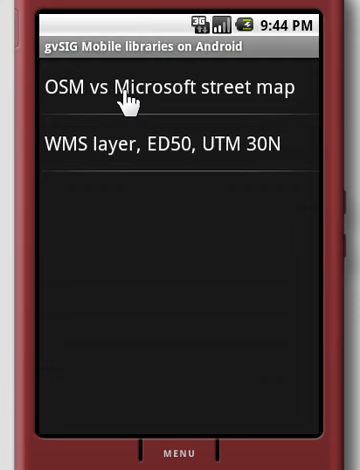 3G 9:44 PM
gvSIG Mobile libraries on Android
OSM vs Microsoft street map
WMS layer, ED50, UTM 30N
MENU